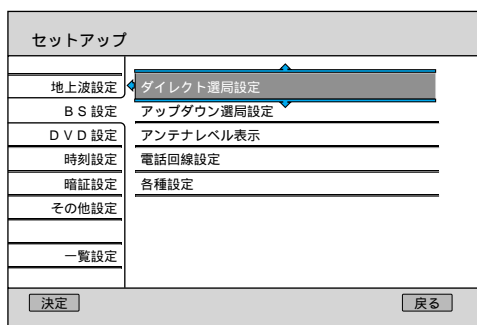 セットアップ
地上波設定
ＢＳ設定
ＤＶＤ設定
時刻設定
暗証設定
その他設定
一覧設定
ダイレクト選局設定
アップダウン選局設定
アンテナレベル表示
電話回線設定
各種設定
決定
戻る